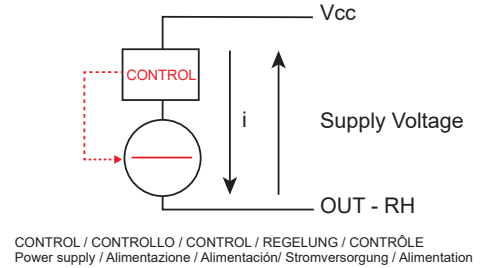 Vcc
CONTROL
i
Supply Voltage
OUT - RH
CONTROL / CONTROLLO / CONTROL / REGELUNG / CONTRÔLE
Power supply / Alimentazione / Alimentación/ Stromversorgung / Alimentation